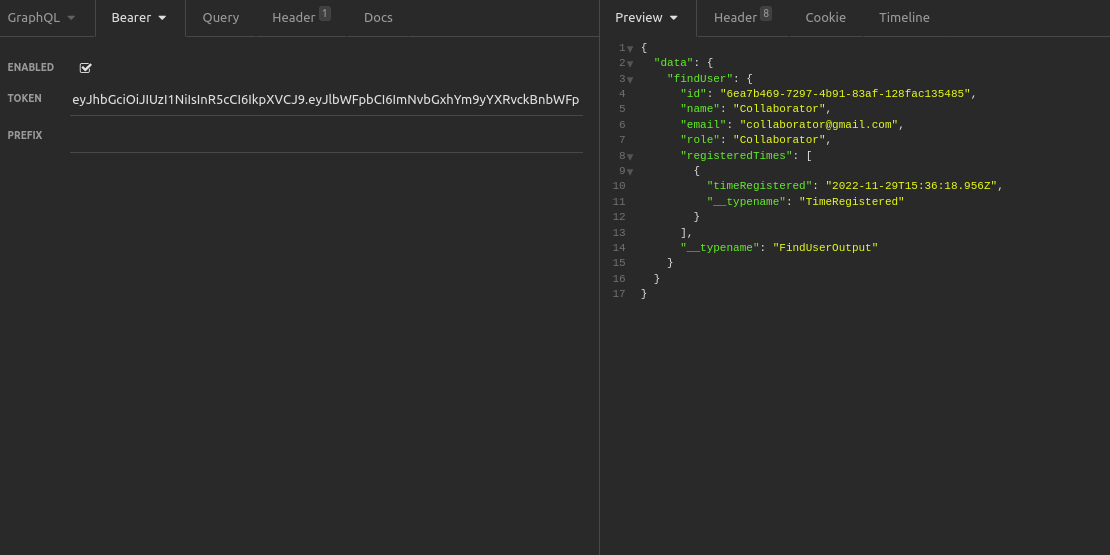 GraphQL Bearer Query Header 1 Docs
ENABLED
TOKEN eyJhbGciOiJIUzI1NiIsInR5cCI6IkpXVCJ9.eyJlbWFpbCI6ImNvbGxhYm9yYXRvckBnbWFp
PREFIX
Preview Header 8 Cookie Timeline
1 {
2 "data": {
3 "findUser": {
4 "id": "6ea7b469-7297-4b91-83af-128fac135485",
5 "name": "Collaborator",
6 "email": "collaborator@gmail.com",
7 "role": "Collaborator",
8 "registeredTimes": [
9 {
10 "timeRegistered": "2022-11-29T15:36:18.956Z",
11 "__typename": "TimeRegistered"
12 }
13 ],
14 "__typename": "FindUserOutput"
15 }
16 }
17 }